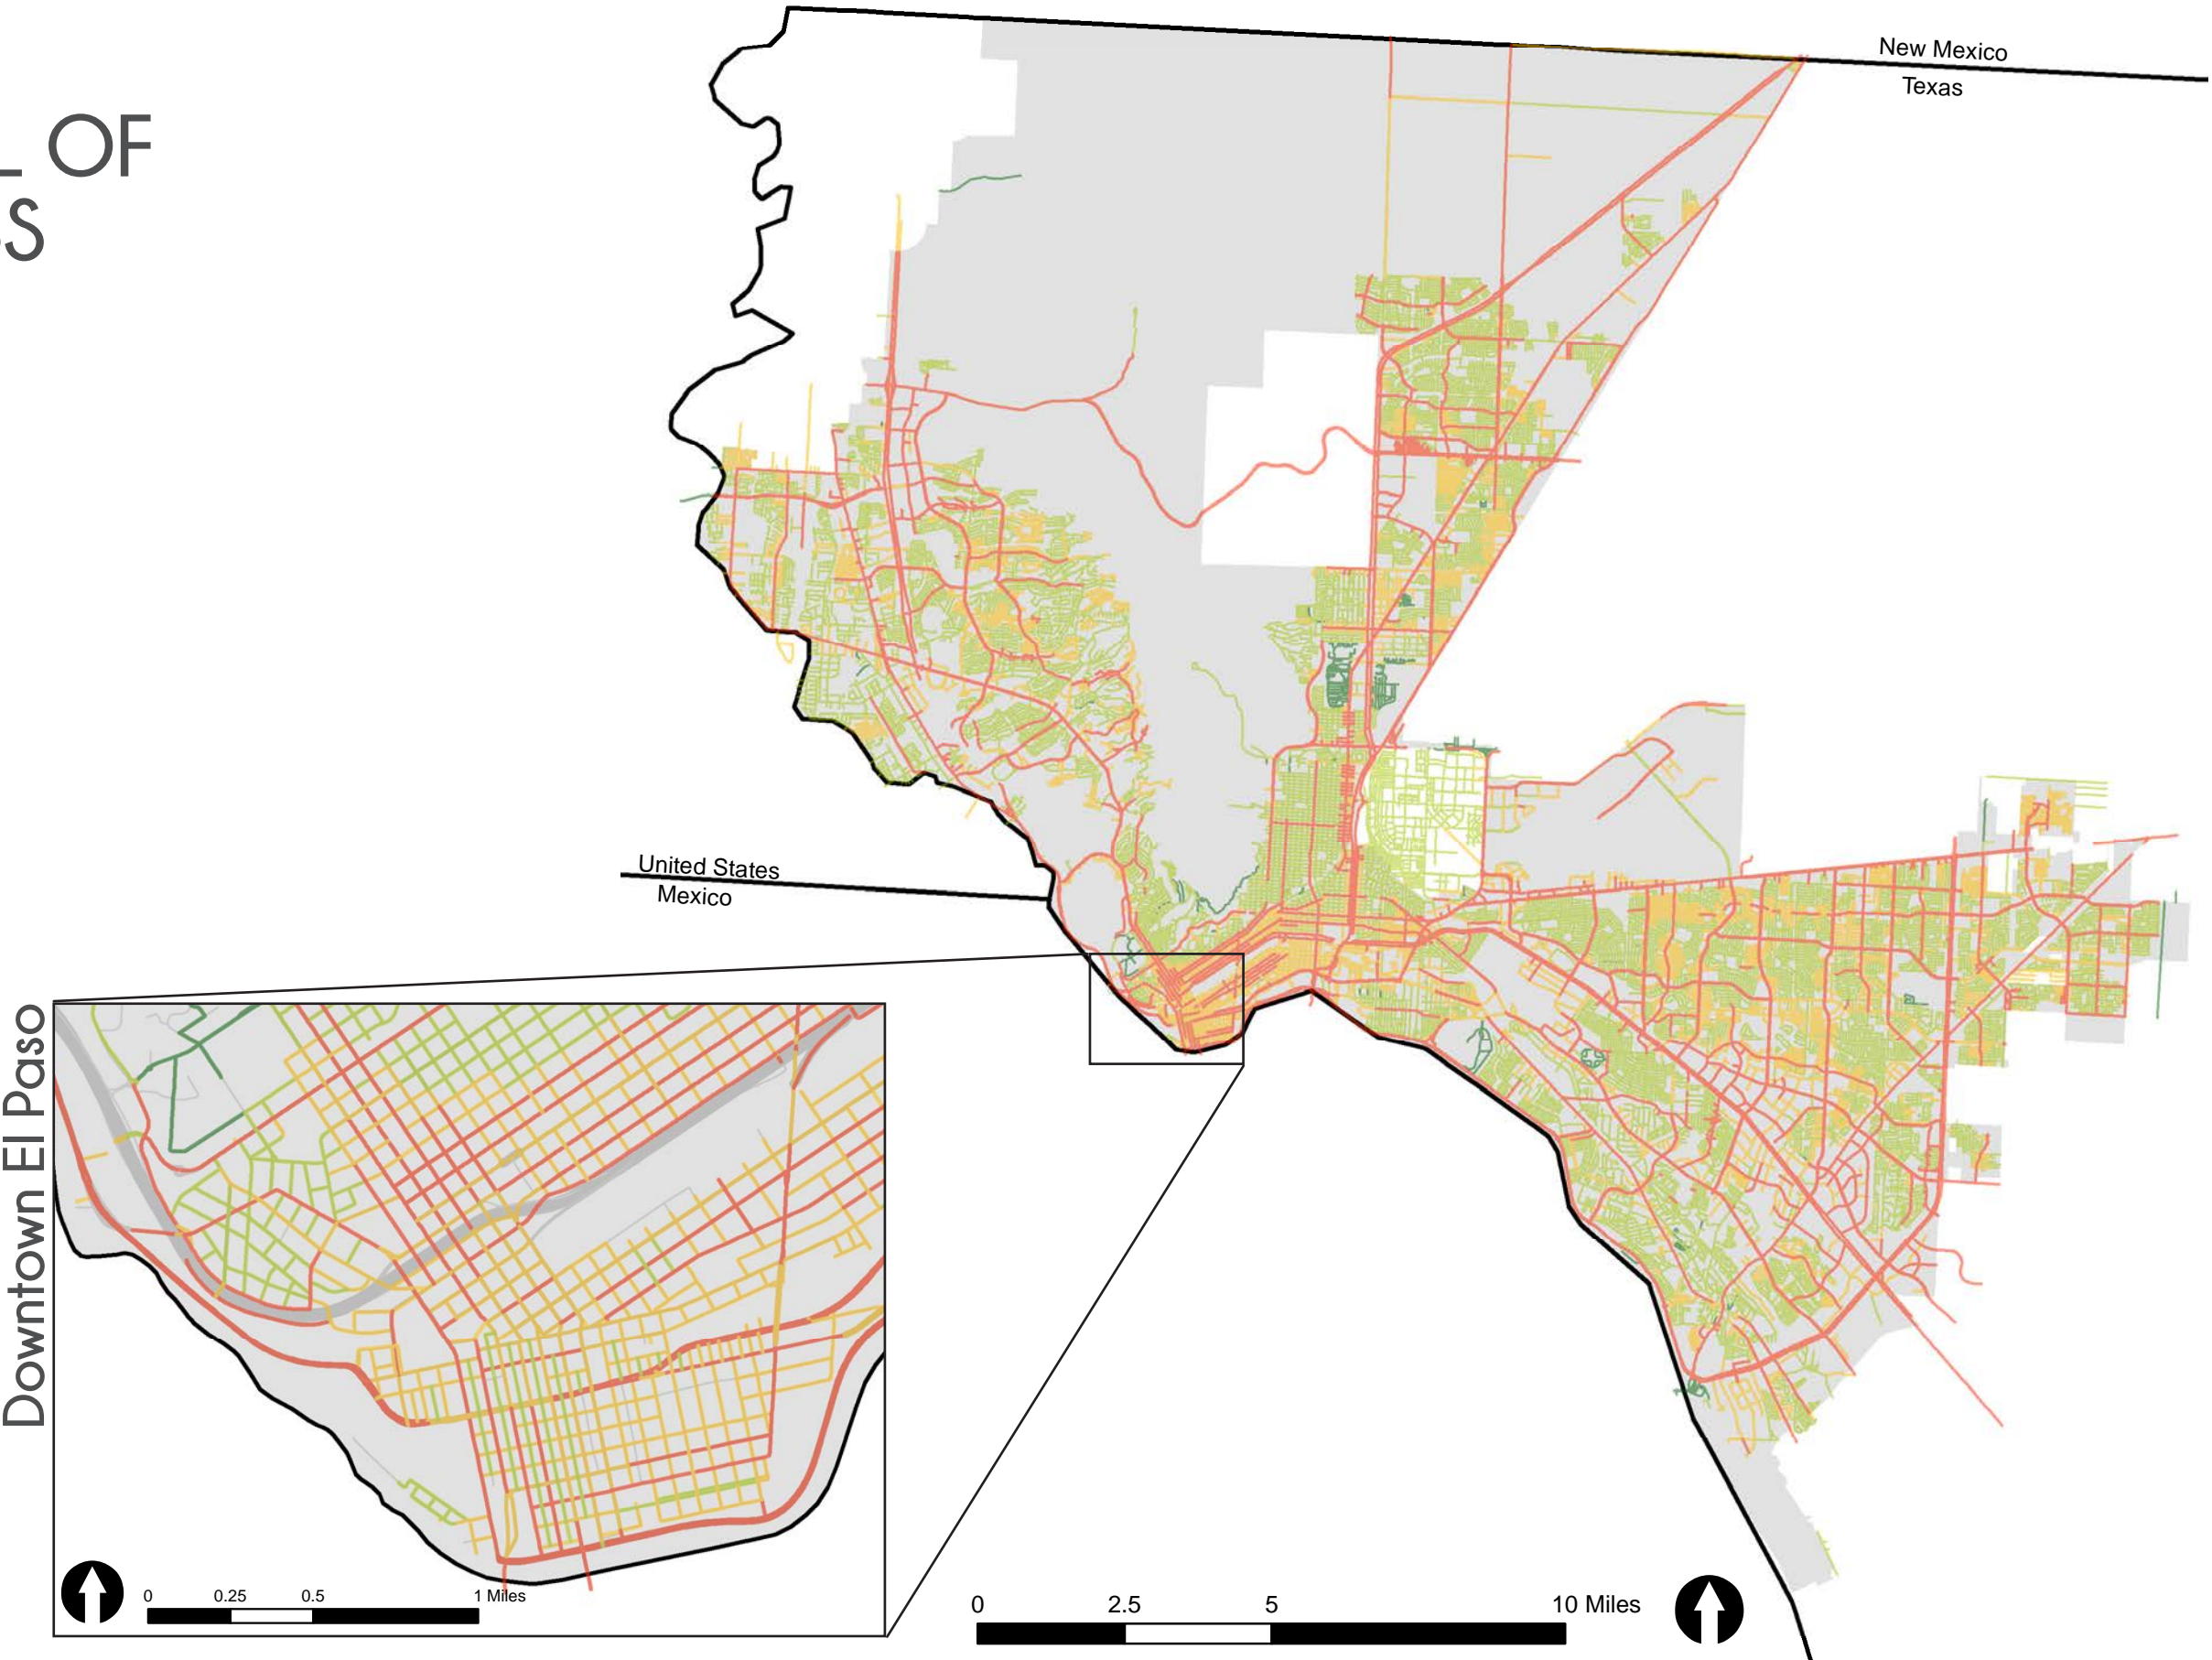 OF
New Mexico
Texas
United States
Mexico
Downtown El Paso
0 0.25 0.5 1 Miles
0 2.5 5 10 Miles